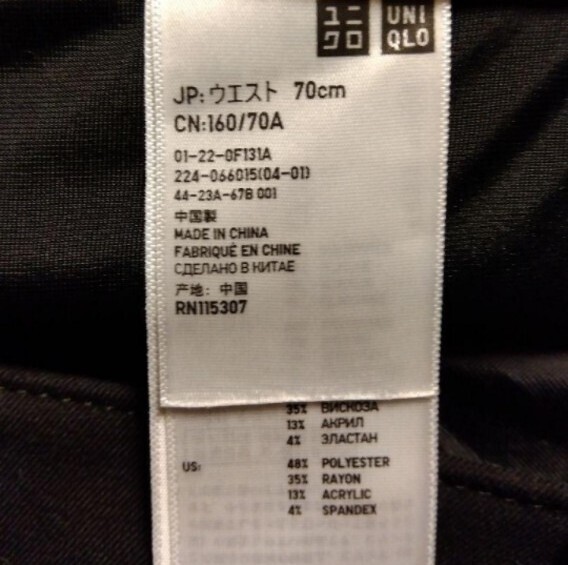 ユニ UNI
クロ QLO
JP:ウエスト 70cm
CN:160/70A
01-22-0F131A
224-066015(04-01)
44-23A-67B 001
中国製
MADE IN CHINA
FABRIQUÉ EN CHINE
СДЕЛАНО В КИТАЕ
产地: 中国
RN115307
35% ВИСКОЗА
13% АКРИЛ
4% ЭЛАСТАН
US: 48% POLYESTER
35% RAYON
13% ACRYLIC
4% SPANDEX